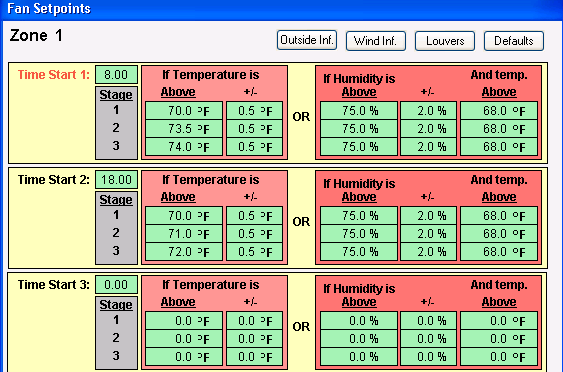 Fan Setpoints
Zone 1
Outside Inf. Wind Inf. Louvers Defaults
Time Start 1: 8.00 If Temperature is If Humidity is And temp.
Stage Above +/- Above +/- Above
1 70.0 °F 0.5 °F 75.0 % 2.0 % 68.0 °F
2 73.5 °F 0.5 °F OR 75.0 % 2.0 % 68.0 °F
3 74.0 °F 0.5 °F 75.0 % 2.0 % 68.0 °F
Time Start 2: 18.00 If Temperature is If Humidity is And temp.
Stage Above +/- Above +/- Above
1 70.0 °F 0.5 °F 75.0 % 2.0 % 68.0 °F
2 71.0 °F 0.5 °F OR 75.0 % 2.0 % 68.0 °F
3 72.0 °F 0.5 °F 75.0 % 2.0 % 68.0 °F
Time Start 3: 0.00 If Temperature is If Humidity is And temp.
Stage Above +/- Above +/- Above
1 0.0 °F 0.0 °F 0.0 % 0.0 % 0.0 °F
2 0.0 °F 0.0 °F OR 0.0 % 0.0 % 0.0 °F
3 0.0 °F 0.0 °F 0.0 % 0.0 % 0.0 °F